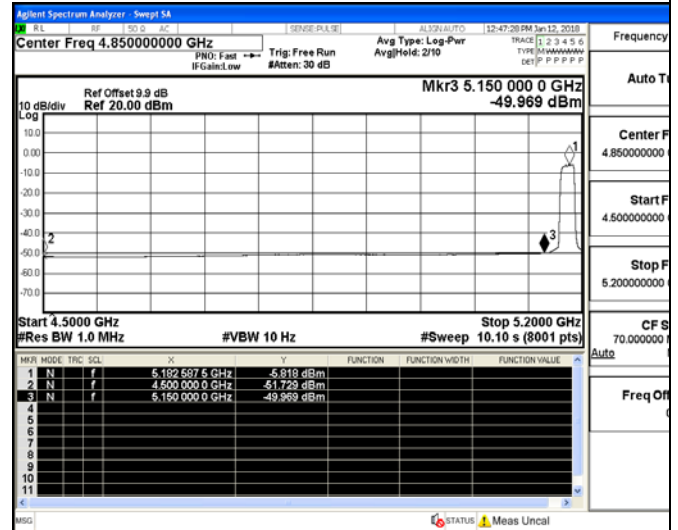 Agilent Spectrum Analyzer - Swept SA
RL RF 50 Ω AC SENSE:PULSE ALIGN AUTO 12:47:28 PM Jan 12, 2018
Center Freq 4.850000000 GHz
PNO: Fast
IFGain:Low
Trig: Free Run
#Atten: 30 dB
Avg Type: Log-Pwr
Avg|Hold: 2/10
TRACE 1 2 3 4 5 6
TYPE MWWWWW
DET P P P P P P
Mkr3 5.150 000 0 GHz
-49.969 dBm
Ref Offset 9.9 dB
10 dB/div Ref 20.00 dBm
Log
10.0
0.00
-10.0
-20.0
-30.0
-40.0
-50.0
-60.0
-70.0
1
2
3
Start 4.5000 GHz Stop 5.2000 GHz
#Res BW 1.0 MHz #VBW 10 Hz #Sweep 10.10 s (8001 pts)
MKR MODE TRC SCL X Y FUNCTION FUNCTION WIDTH FUNCTION VALUE
1 N f 5.182 587 5 GHz -5.818 dBm
2 N f 4.500 000 0 GHz -51.729 dBm
3 N f 5.150 000 0 GHz -49.969 dBm
4
5
6
7
8
9
10
11
MSG STATUS Meas Uncal
Frequency
Auto Tu
Center F
4.850000000
Start F
4.500000000
Stop F
5.200000000
CF S
70.000000
Auto
Freq Off